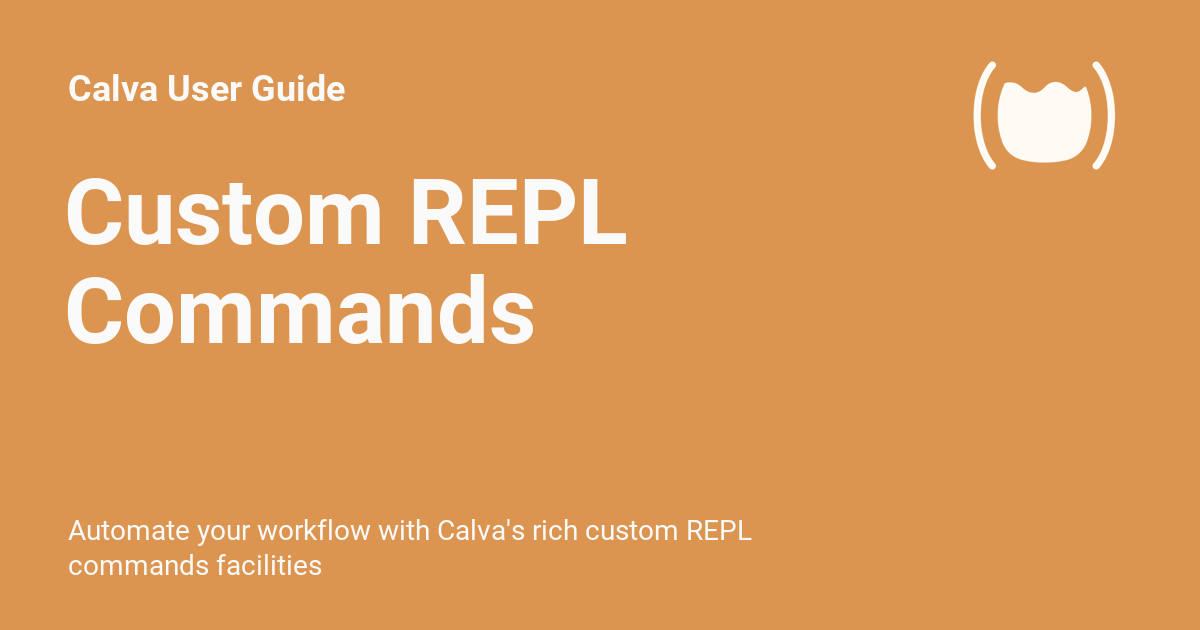 Calva User Guide
Custom REPL
Commands
Automate your workflow with Calva's rich custom REPL
commands facilities